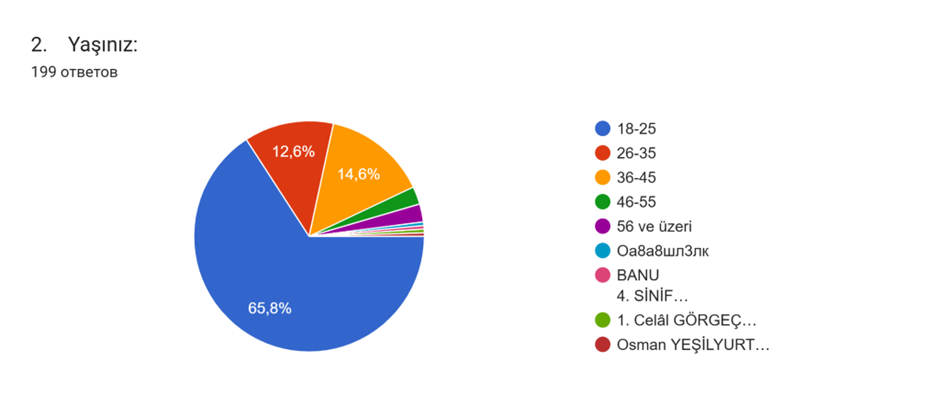 2. Yaşınız:
199 ответов
12,6%
14,6%
65,8%
18-25
26-35
36-45
46-55
56 ve üzeri
Оа8а8шл3лк
BANU
4. SİNİF…
1. Celâl GÖRGEÇ…
Osman YEŞİLYURT…